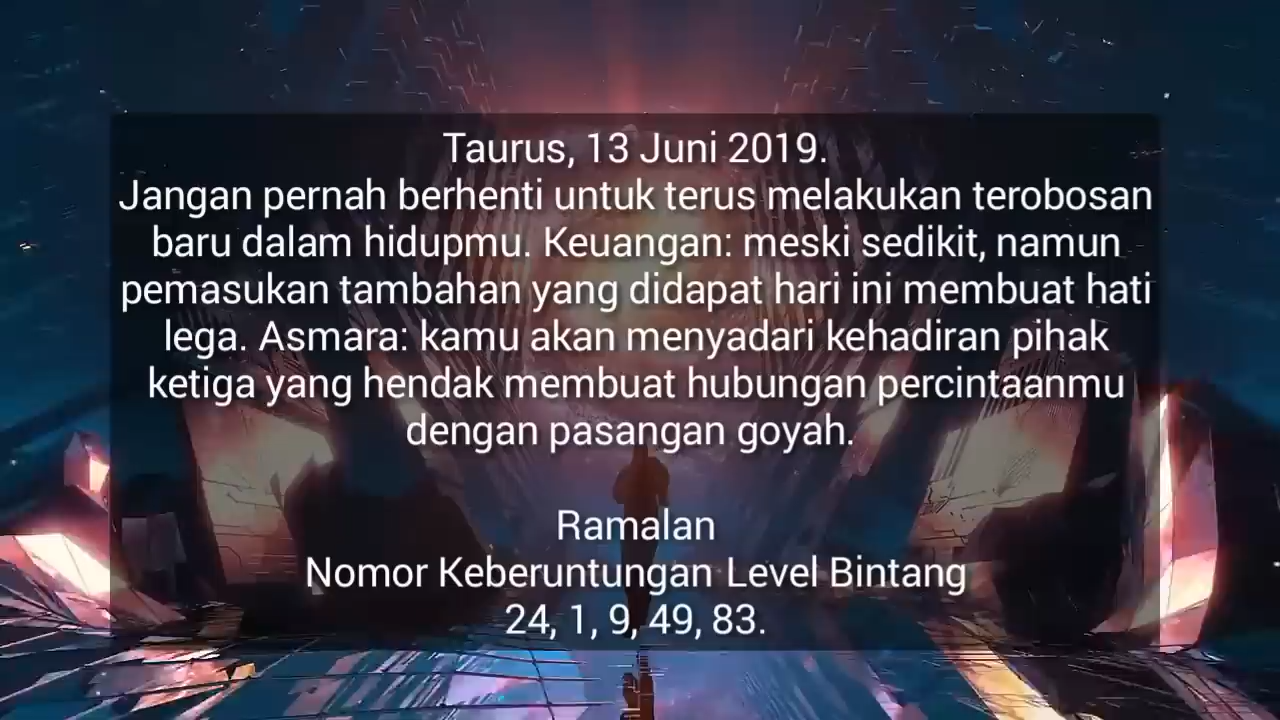 Taurus, 13 Juni 2019.
Jangan pernah berhenti untuk terus melakukan terobosan
baru dalam hidupmu. Keuangan: meski sedikit, namun
pemasukan tambahan yang didapat hari ini membuat hati
lega. Asmara: kamu akan menyadari kehadiran pihak
ketiga yang hendak membuat hubungan percintaanmu
dengan pasangan goyah.
Ramalan
Nomor Keberuntungan Level Bintang
24, 1, 9, 49, 83.